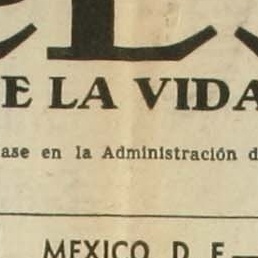 E LA VIDA
ase en la Administración d
MEXICO D F